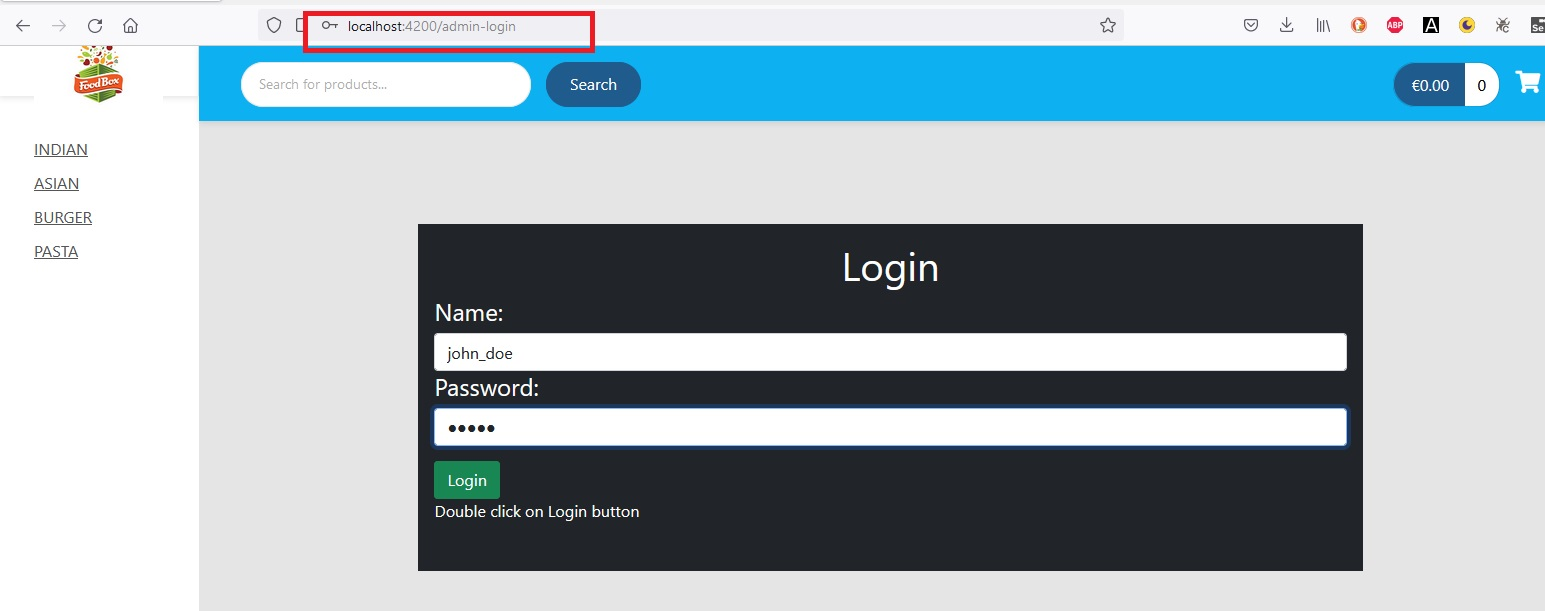 localhost:4200/admin-login
ABP
A
FoodBox
Search for products...
Search
€0.00
0
INDIAN
ASIAN
BURGER
PASTA
Login
Name:
john_doe
Password:
•••••
Login
Double click on Login button